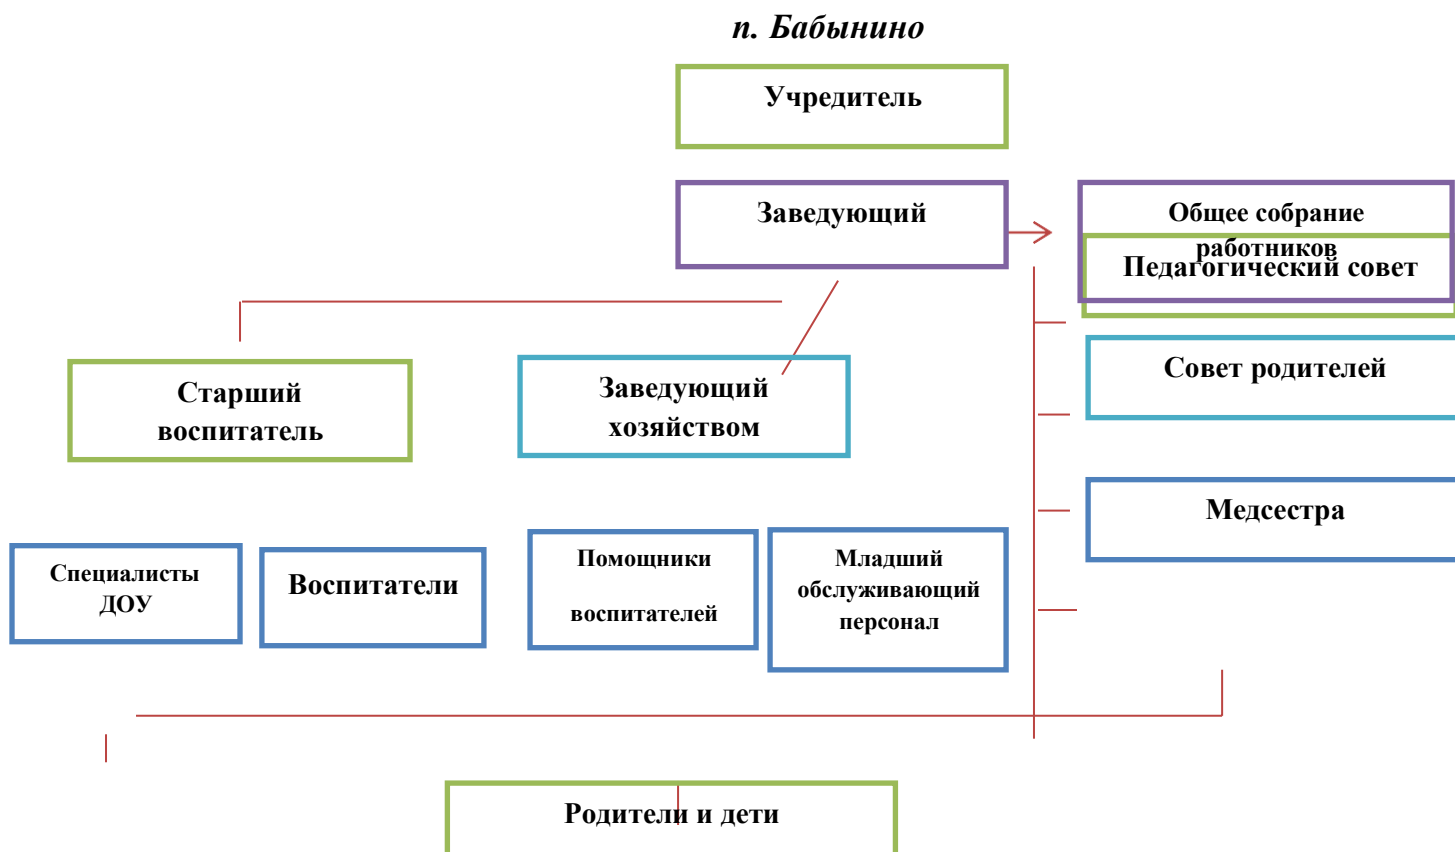 п. Бабынино
Учредитель
Заведующий
Общее собрание
работников
Педагогический совет
Старший
воспитатель
Заведующий
хозяйством
Совет родителей
Медсестра
Специалисты
ДОУ
Воспитатели
Помощники
воспитателей
Младший
обслуживающий
персонал
Родители и дети